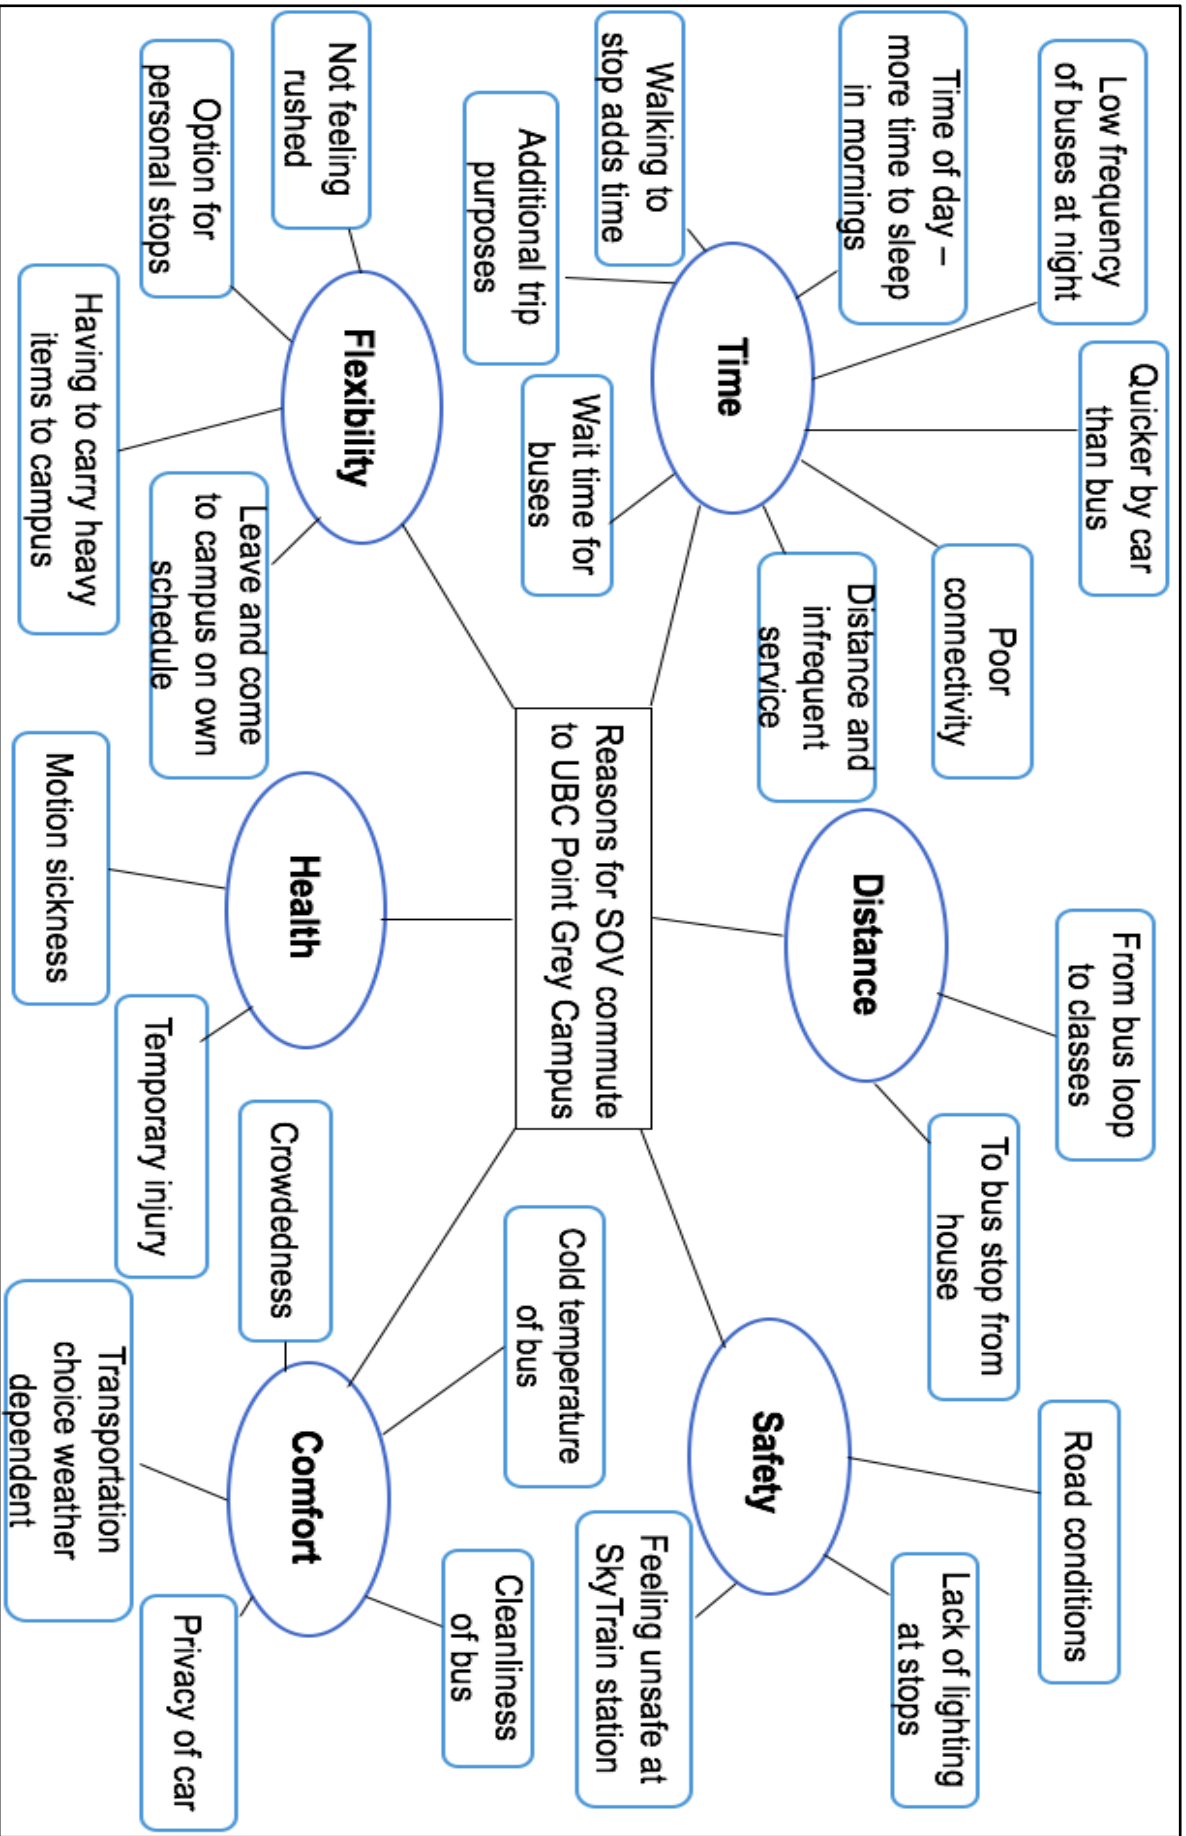 Low frequency
of buses at night
Quicker by car
than bus
Time of day –
more time to sleep
in mornings
Poor
connectivity
Walking to
stop adds time
Distance and
infrequent
service
Additional trip
purposes
Wait time for
buses
Time
From bus loop
to classes
To bus stop from
house
Distance
Road conditions
Lack of lighting
at stops
Feeling unsafe at
SkyTrain station
Safety
Reasons for SOV commute
to UBC Point Grey Campus
Not feeling
rushed
Option for
personal stops
Flexibility
Having to carry heavy
items to campus
Leave and come
to campus on own
schedule
Health
Motion sickness
Temporary injury
Cold temperature
of bus
Crowdedness
Comfort
Cleanliness
of bus
Transportation
choice weather
dependent
Privacy of car